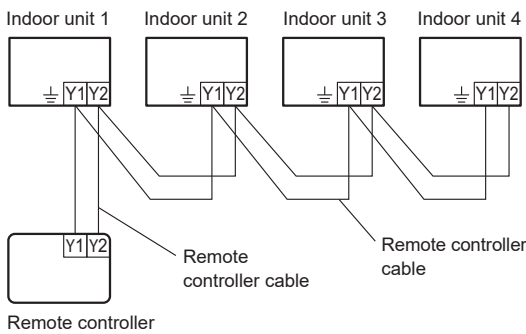 Indoor unit 1 Indoor unit 2 Indoor unit 3 Indoor unit 4
Y1 Y2 Y1 Y2 Y1 Y2 Y1 Y2
Y1 Y2
Remote
controller cable
Remote controller
cable
Remote controller